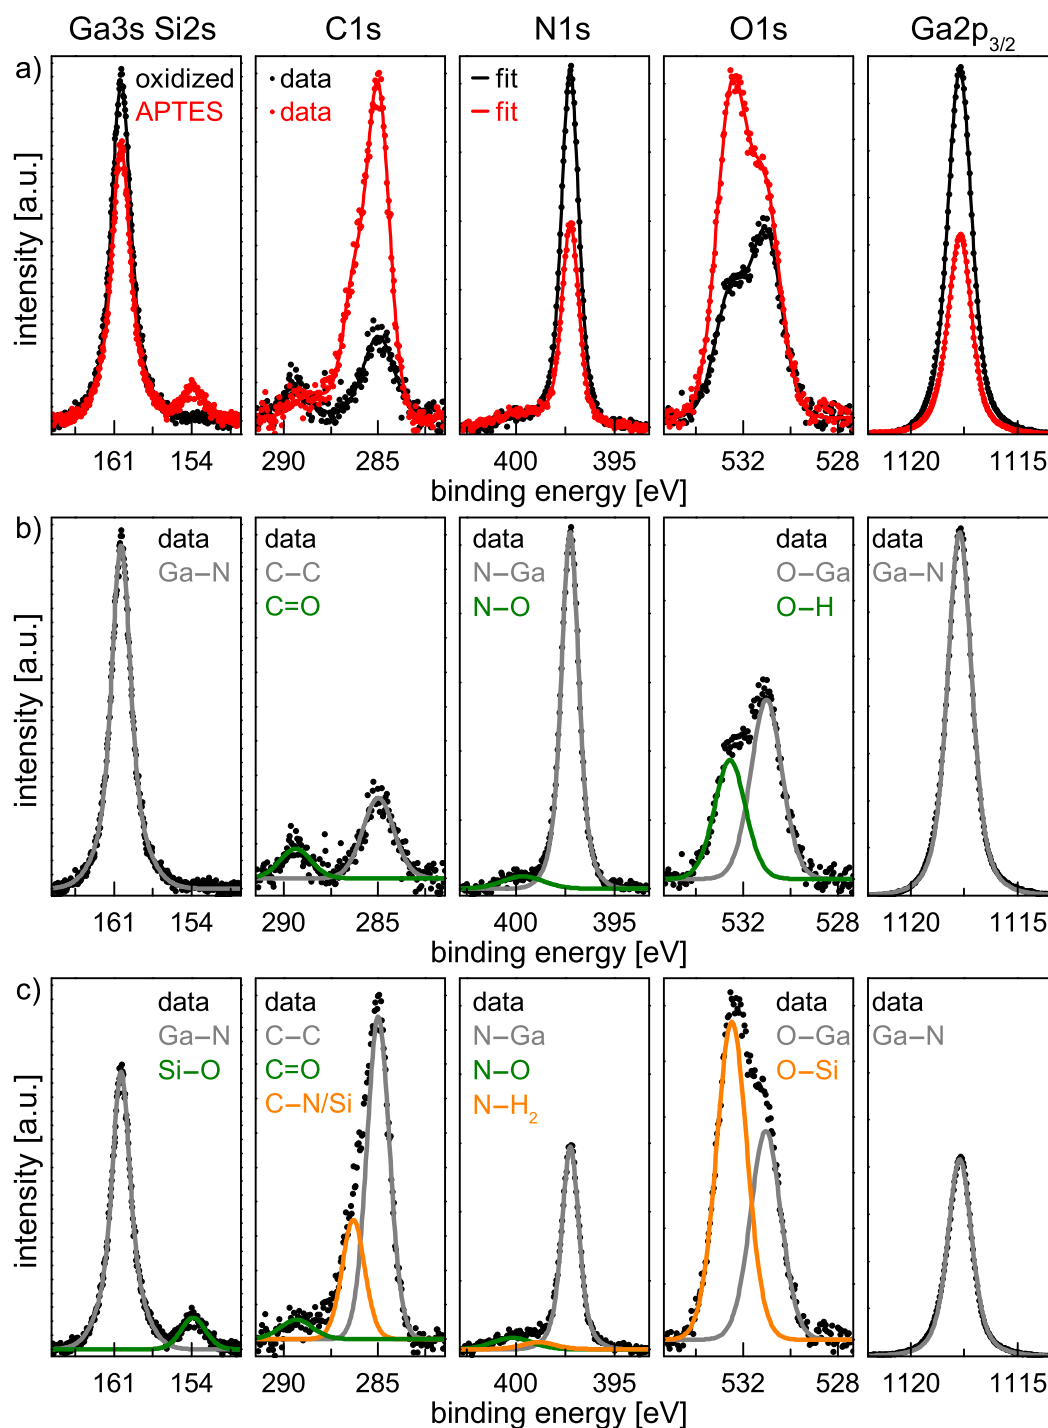 Ga3s Si2s C1s N1s O1s Ga2p3/2
a)
oxidized
APTES
data
data
fit
fit
intensity [a.u.]
161 154 290 285 400 395 532 528 1120 1115
binding energy [eV]
b)
data
Ga–N
data
C–C
C=O
data
N–Ga
N–O
data
O–Ga
O–H
data
Ga–N
intensity [a.u.]
161 154 290 285 400 395 532 528 1120 1115
binding energy [eV]
c)
data
Ga–N
Si–O
data
C–C
C=O
C–N/Si
data
N–Ga
N–O
N–H2
data
O–Ga
O–Si
data
Ga–N
intensity [a.u.]
161 154 290 285 400 395 532 528 1120 1115
binding energy [eV]